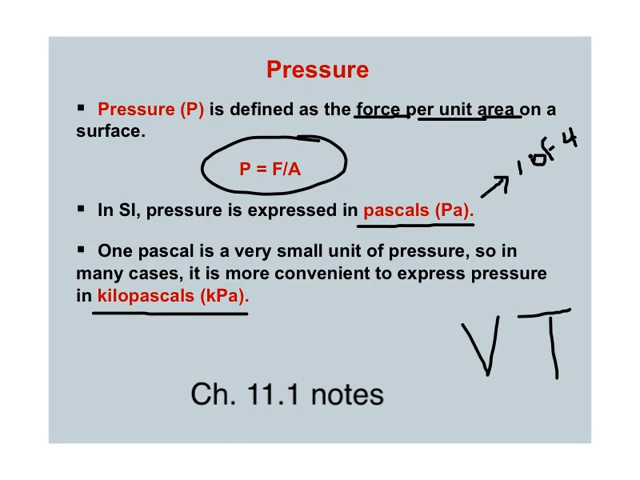 Pressure
▪ Pressure (P) is defined as the force per unit area on a
surface.
P = F/A
1 of 4
▪ In SI, pressure is expressed in pascals (Pa).
▪ One pascal is a very small unit of pressure, so in
many cases, it is more convenient to express pressure
in kilopascals (kPa).
V T
Ch. 11.1 notes